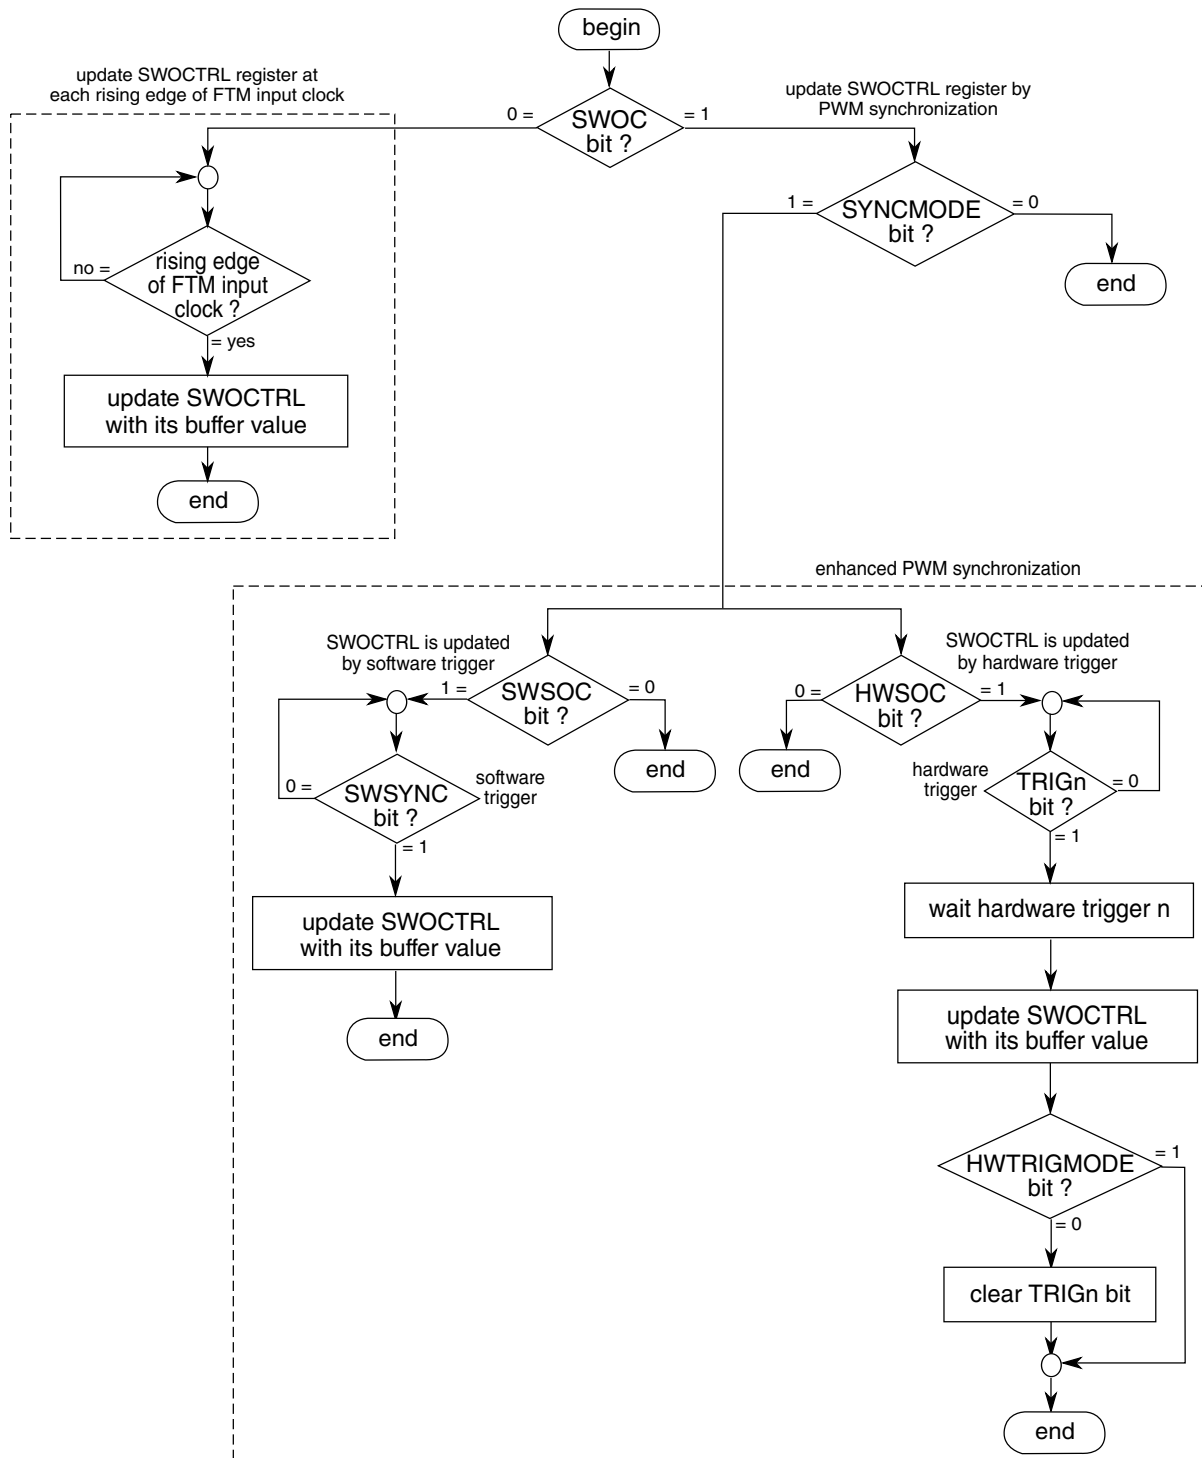 begin
update SWOCTRL register at
each rising edge of FTM input clock
update SWOCTRL register by
PWM synchronization
0 =
SWOC
bit ?
= 1
1 =
SYNCMODE
bit ?
= 0
end
no =
rising edge
of FTM input
clock ?
= yes
update SWOCTRL
with its buffer value
end
enhanced PWM synchronization
SWOCTRL is updated
by software trigger
SWOCTRL is updated
by hardware trigger
1 =
SWSOC
bit ?
= 0
end
0 =
HWSOC
bit ?
= 1
end
0 =
SWSYNC
bit ?
software
trigger
= 1
hardware
trigger
TRIGn
bit ?
= 0
= 1
update SWOCTRL
with its buffer value
end
wait hardware trigger n
update SWOCTRL
with its buffer value
HWTRIGMODE
bit ?
= 1
= 0
clear TRIGn bit
end